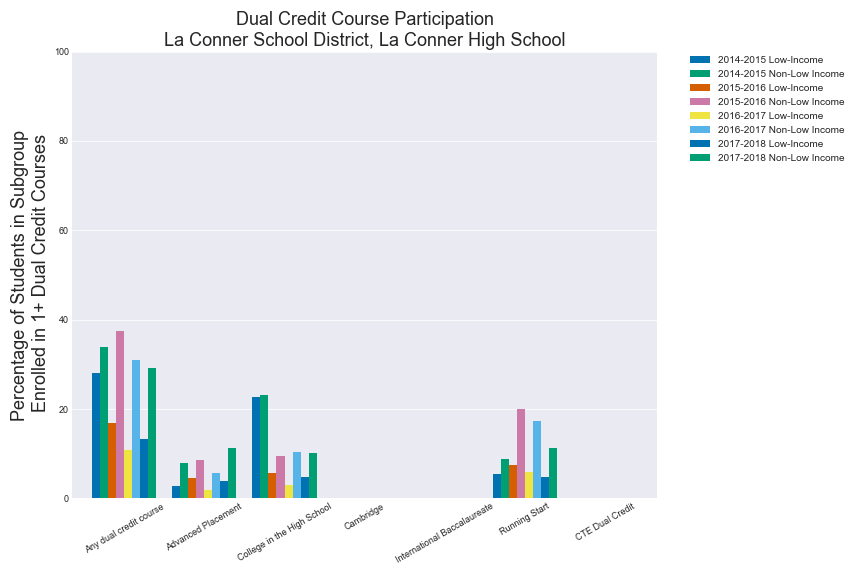 Dual Credit Course Participation
La Conner School District, La Conner High School
Percentage of Students in Subgroup
Enrolled in 1+ Dual Credit Courses
100
80
60
40
20
0
Any dual credit course
Advanced Placement
College in the High School
Cambridge
International Baccalaureate
Running Start
CTE Dual Credit
2014-2015 Low-Income
2014-2015 Non-Low Income
2015-2016 Low-Income
2015-2016 Non-Low Income
2016-2017 Low-Income
2016-2017 Non-Low Income
2017-2018 Low-Income
2017-2018 Non-Low Income